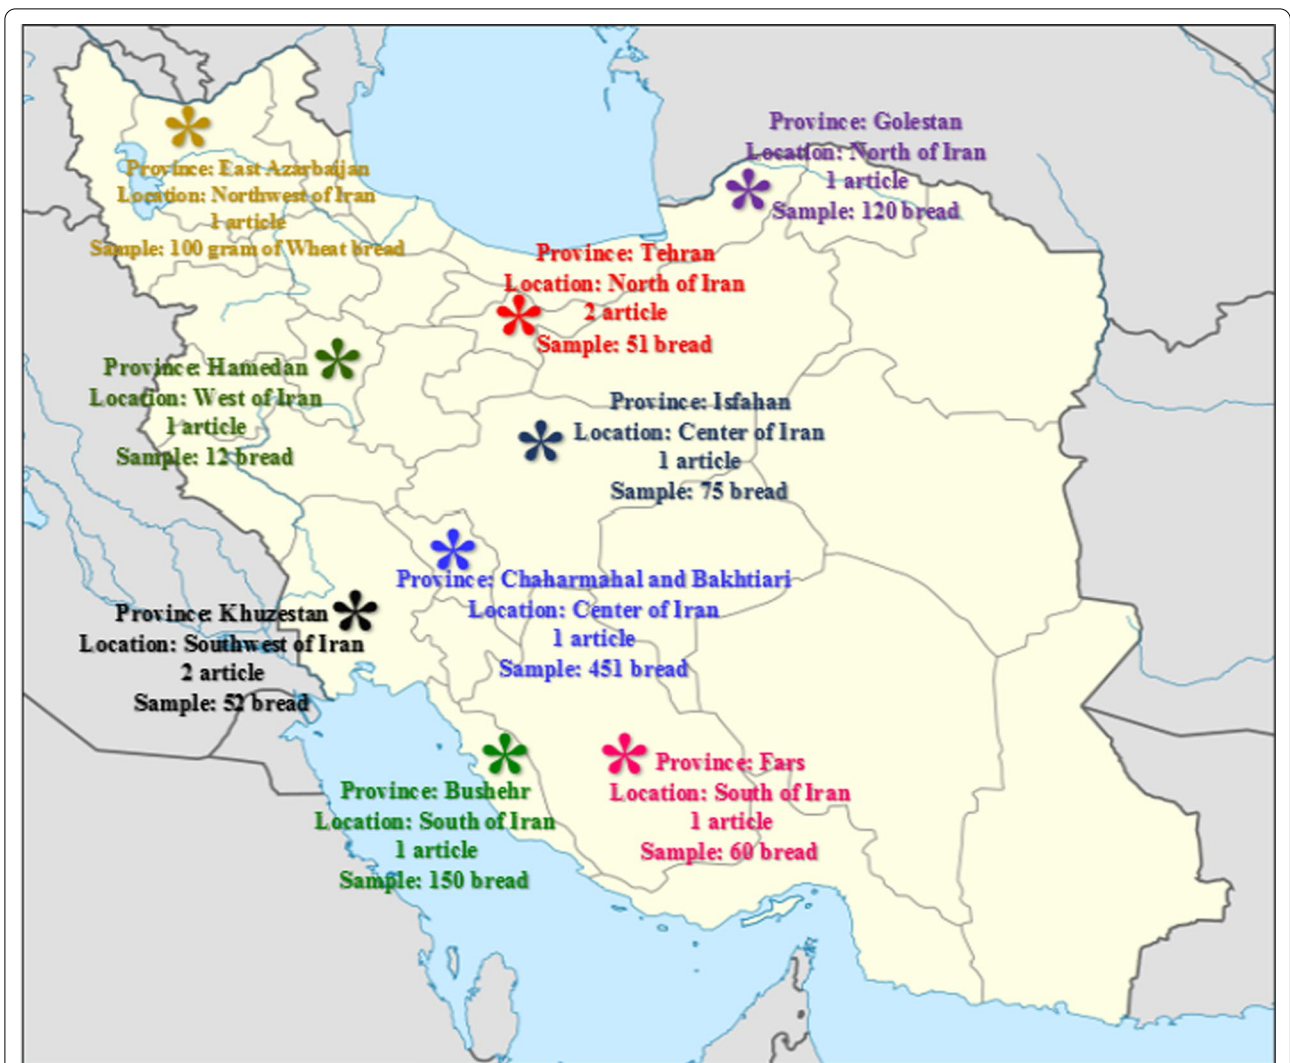 Province: Golestan
Location: North of Iran
1 article
Sample: 120 bread
Province: East Azarbaijan
Location: Northwest of Iran
1 article
Sample: 100 gram of Wheat bread
Province: Tehran
Location: North of Iran
2 article
Sample: 51 bread
Province: Hamedan
Location: West of Iran
1 article
Sample: 12 bread
Province: Isfahan
Location: Center of Iran
1 article
Sample: 75 bread
Province: Chaharmahal and Bakhtiari
Location: Center of Iran
1 article
Sample: 451 bread
Province: Khuzestan
Location: Southwest of Iran
2 article
Sample: 52 bread
Province: Bushehr
Location: South of Iran
1 article
Sample: 150 bread
Province: Fars
Location: South of Iran
1 article
Sample: 60 bread